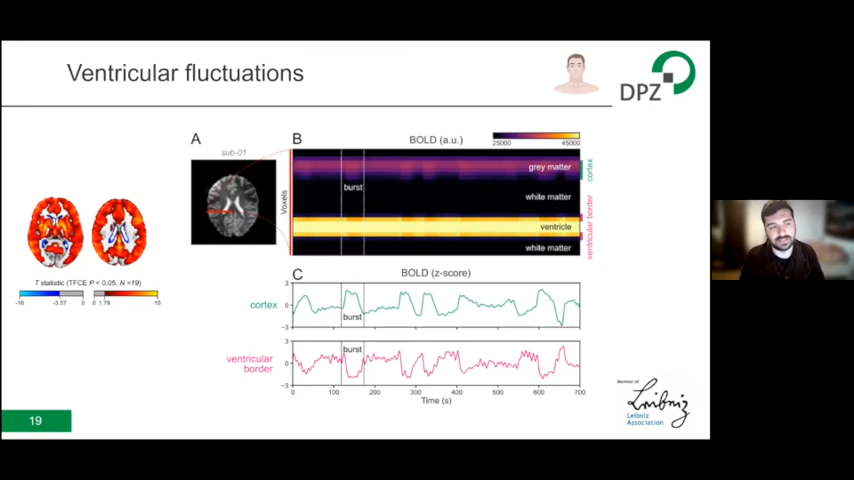 Ventricular fluctuations
DPZ
A
sub-01
B
BOLD (a.u.)
25000
45000
Voxels
grey matter
burst
white matter
ventricle
white matter
cortex
ventricular border
T statistic (TFCE P < 0.05, N =19)
-10
-3.57
0
0
1.79
10
C
BOLD (z-score)
cortex
3
0
-3
burst
ventricular
border
3
0
-3
burst
0
100
200
300
400
500
600
700
Time (s)
Member of
Leibniz
Leibniz
Association
19